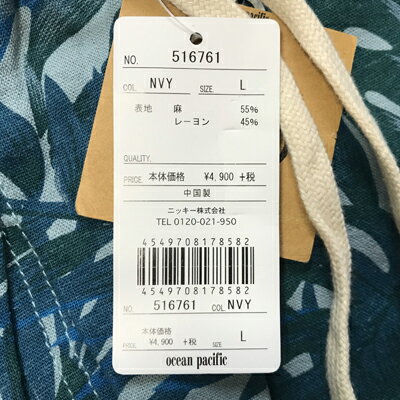 NO. 516761
COL. NVY SIZE. L
表地 麻 55%
レーヨン 45%
QUALITY.
PRICE. 本体価格 ¥4,900 +税
中国製
ニッキー株式会社
TEL 0120-021-950
4549708178582
4549708178582
NO. 516761 COL. NVY
本体価格
PRICE. ¥4,900 +税 SIZE. L
ocean pacific